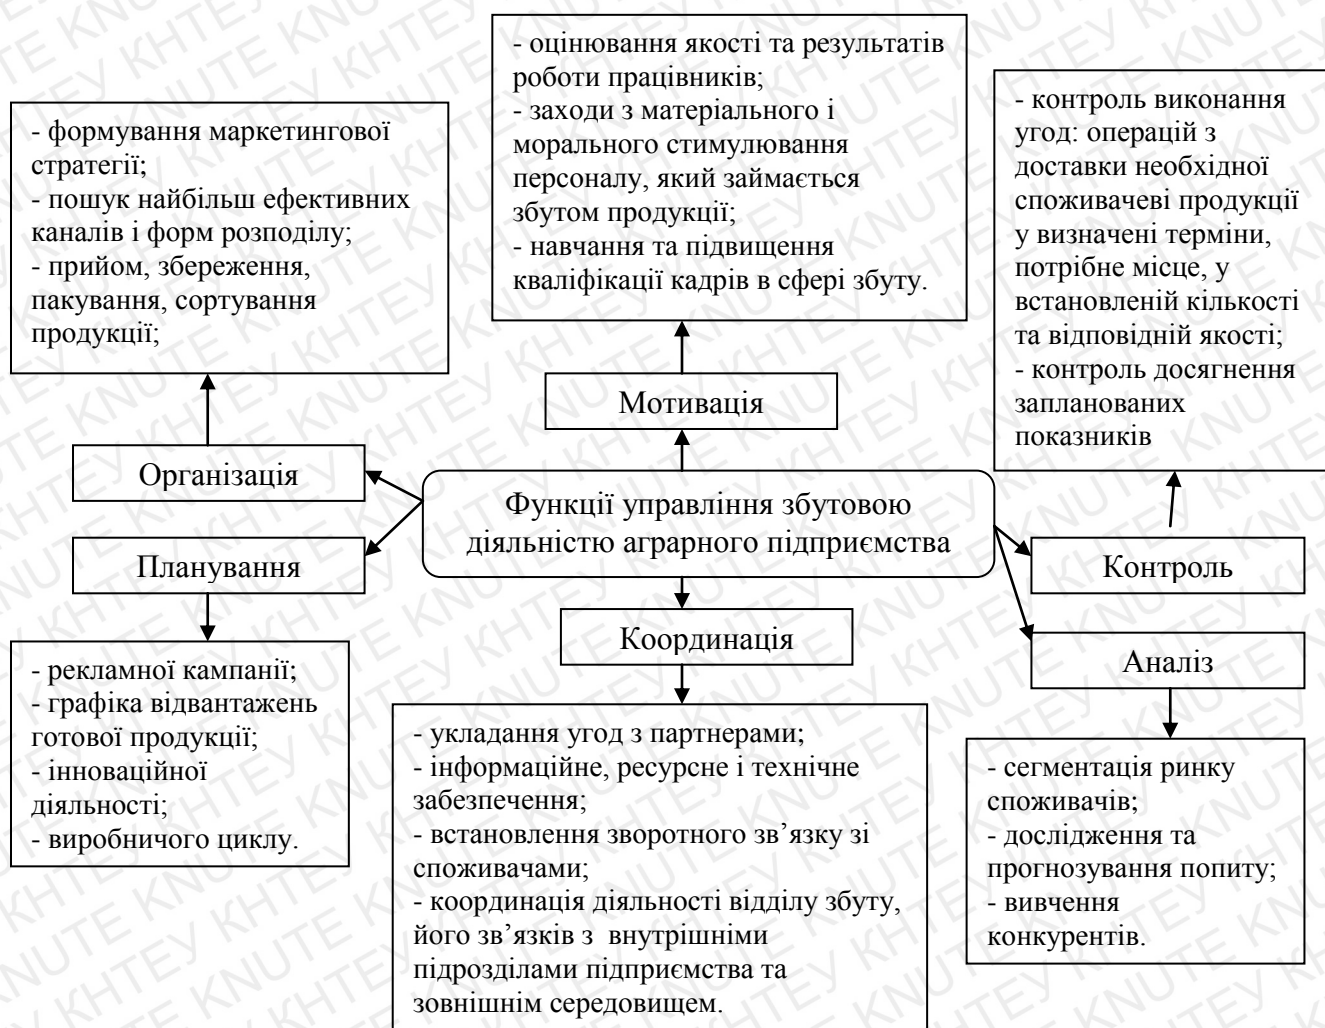 - оцінювання якості та результатів
роботи працівників;
- заходи з матеріального і
морального стимулювання
персоналу, який займається
збутом продукції;
- навчання та підвищення
кваліфікації кадрів в сфері збуту.
- формування маркетингової
стратегії;
- пошук найбільш ефективних
каналів і форм розподілу;
- прийом, збереження,
пакування, сортування
продукції;
- контроль виконання
угод: операцій з
доставки необхідної
споживачеві продукції
у визначені терміни,
потрібне місце, у
встановленій кількості
та відповідній якості;
- контроль досягнення
запланованих
показників
Мотивація
Організація
Функції управління збутовою
діяльністю аграрного підприємства
Планування
Контроль
Координація
Аналіз
- рекламної кампанії;
- графіка відвантажень
готової продукції;
- інноваційної
діяльності;
- виробничого циклу.
- укладання угод з партнерами;
- інформаційне, ресурсне і технічне
забезпечення;
- встановлення зворотного зв’язку зі
споживачами;
- координація діяльності відділу збуту,
його зв’язків з внутрішніми
підрозділами підприємства та
зовнішнім середовищем.
- сегментація ринку
споживачів;
- дослідження та
прогнозування попиту;
- вивчення
конкурентів.